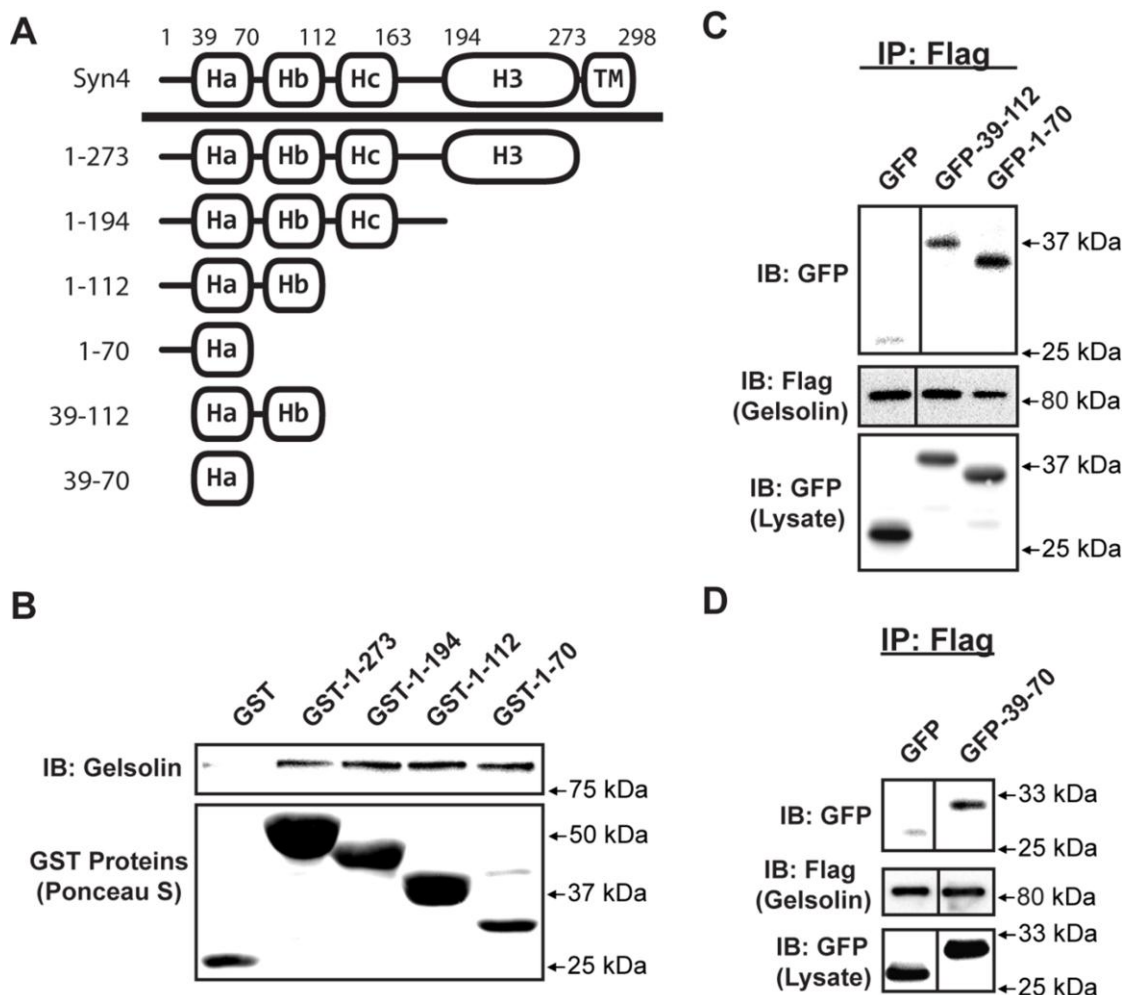 A
1 39 70 112 163 194 273 298
Syn4 Ha Hb Hc H3 TM
1-273 Ha Hb Hc H3
1-194 Ha Hb Hc
1-112 Ha Hb
1-70 Ha
39-112 Ha Hb
39-70 Ha
B
GST GST-1-273 GST-1-194 GST-1-112 GST-1-70
IB: Gelsolin
←75 kDa
GST Proteins
(Ponceau S)
←50 kDa
←37 kDa
←25 kDa
C
IP: Flag
GFP GFP-39-112 GFP-1-70
IB: GFP
←37 kDa
←25 kDa
IB: Flag
(Gelsolin)
←80 kDa
IB: GFP
(Lysate)
←37 kDa
←25 kDa
D
IP: Flag
GFP GFP-39-70
IB: GFP
←33 kDa
←25 kDa
IB: Flag
(Gelsolin)
←80 kDa
IB: GFP
(Lysate)
←33 kDa
←25 kDa